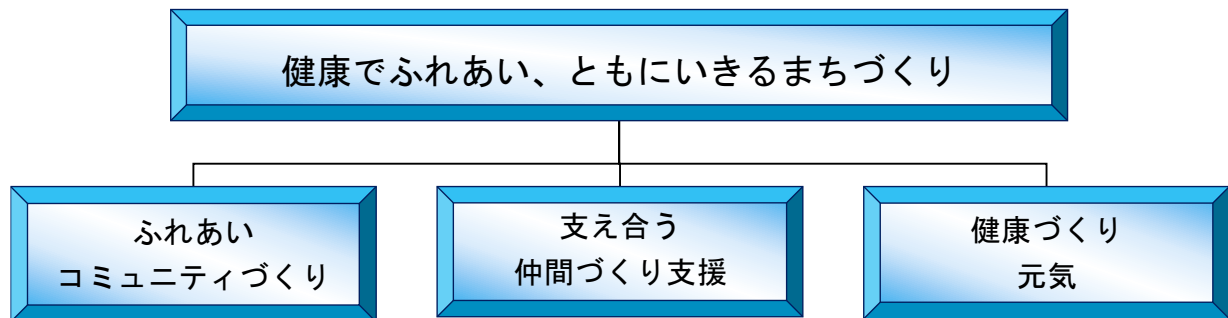 健康でふれあい、ともにいきるまちづくり
ふれあい
コミュニティづくり
支え合う
仲間づくり支援
健康づくり
元気